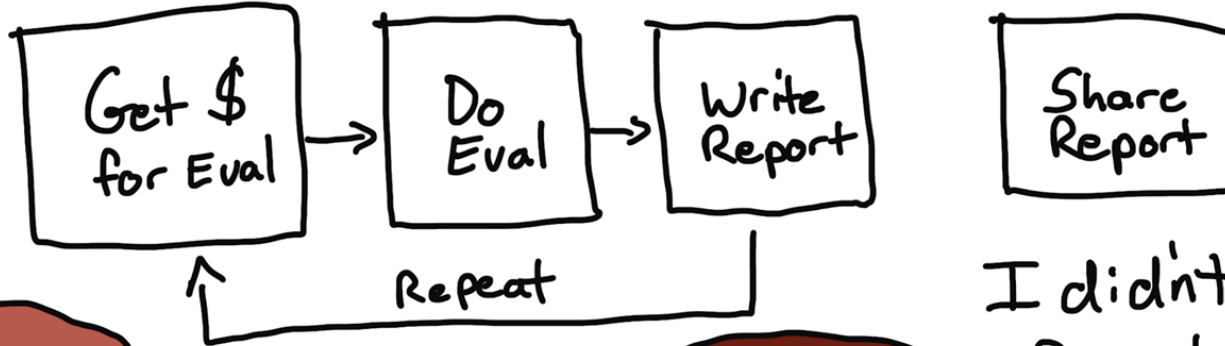 Get $
for Eval
Do
Eval
Write
Report
Share
Report
Repeat
I didn't